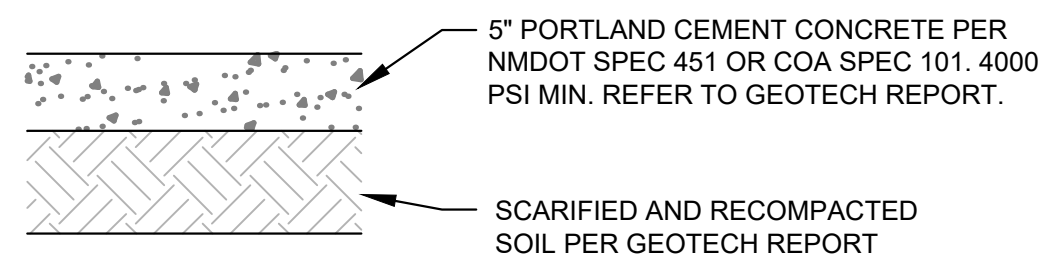 5" PORTLAND CEMENT CONCRETE PER
NMDOT SPEC 451 OR COA SPEC 101. 4000
PSI MIN. REFER TO GEOTECH REPORT.
SCARIFIED AND RECOMPACTED
SOIL PER GEOTECH REPORT